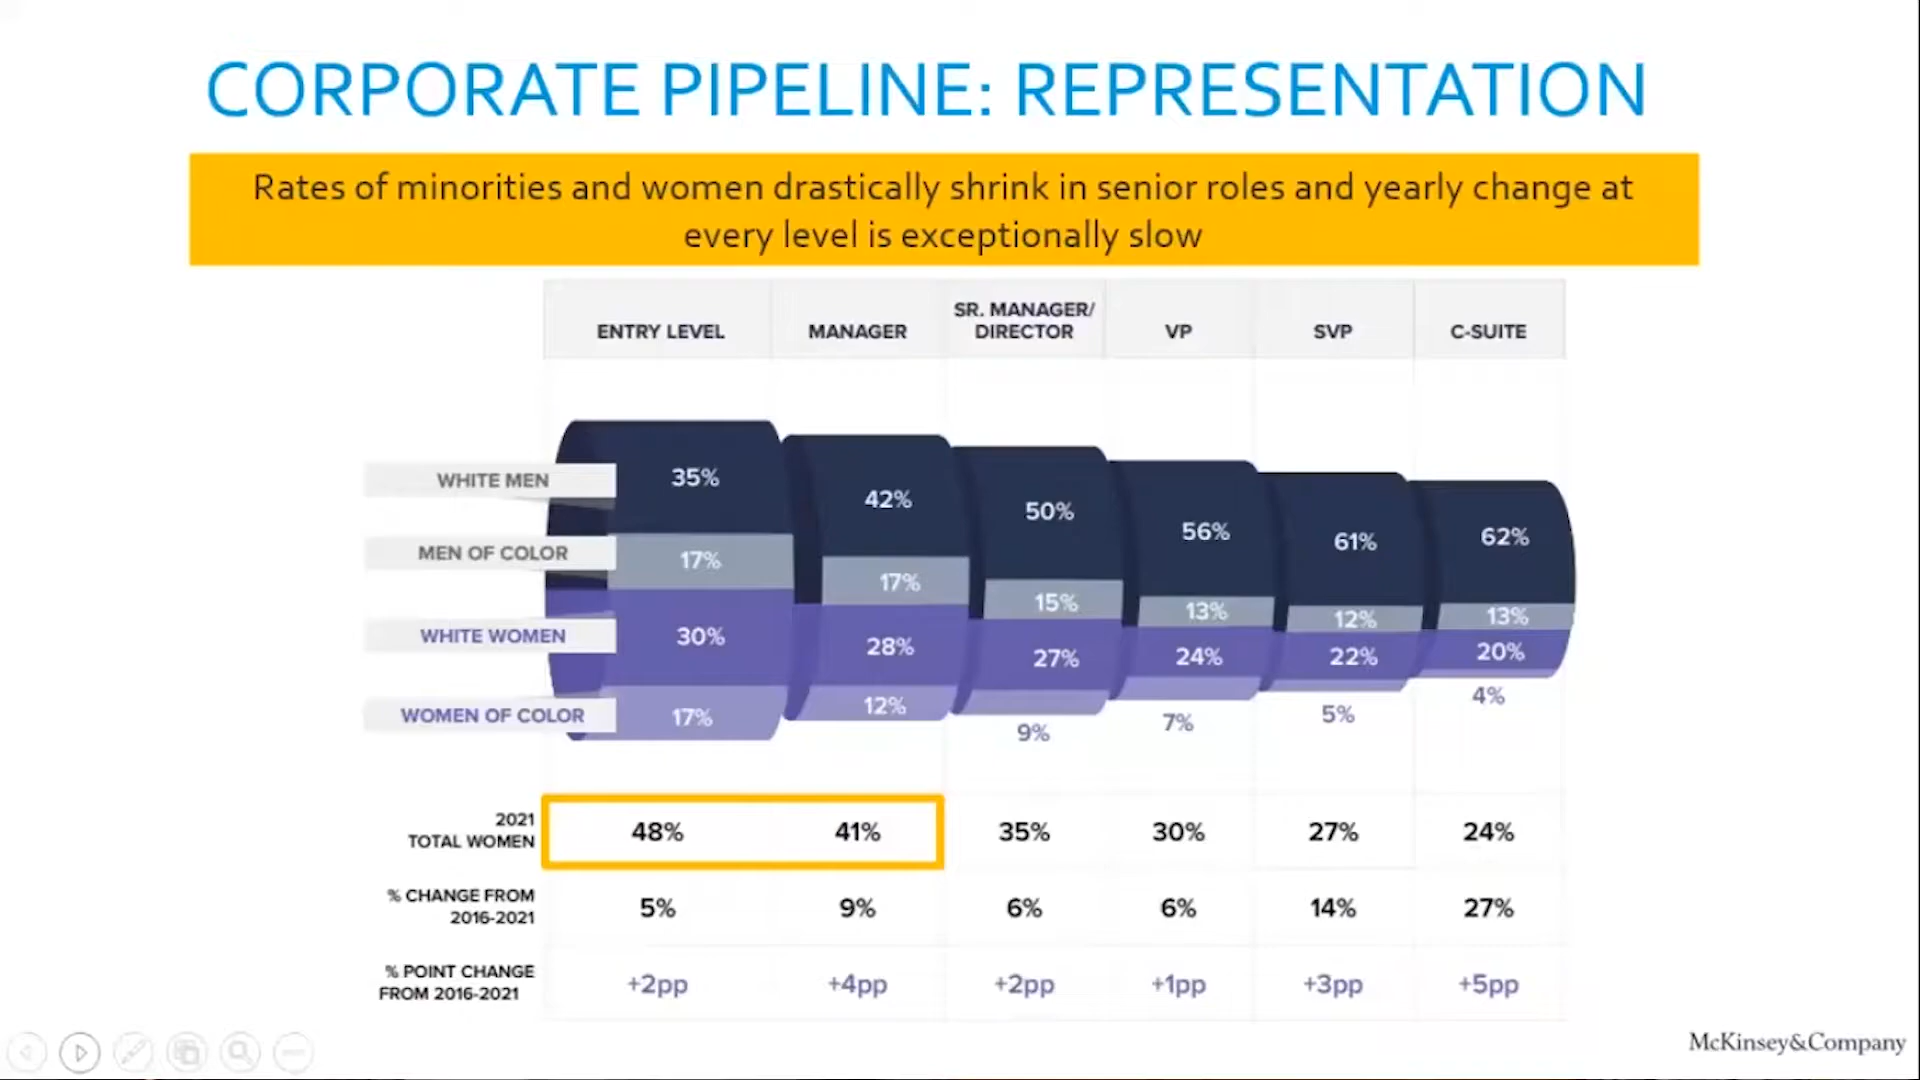 CORPORATE PIPELINE: REPRESENTATION
Rates of minorities and women drastically shrink in senior roles and yearly change at
every level is exceptionally slow
ENTRY LEVEL MANAGER SR. MANAGER/ DIRECTOR VP SVP C-SUITE
WHITE MEN 35% 42% 50% 56% 61% 62%
MEN OF COLOR 17% 17% 15% 13% 12% 13%
WHITE WOMEN 30% 28% 27% 24% 22% 20%
WOMEN OF COLOR 17% 12% 9% 7% 5% 4%
2021
TOTAL WOMEN 48% 41% 35% 30% 27% 24%
% CHANGE FROM
2016-2021 5% 9% 6% 6% 14% 27%
% POINT CHANGE
FROM 2016-2021 +2pp +4pp +2pp +1pp +3pp +5pp
McKinsey&Company